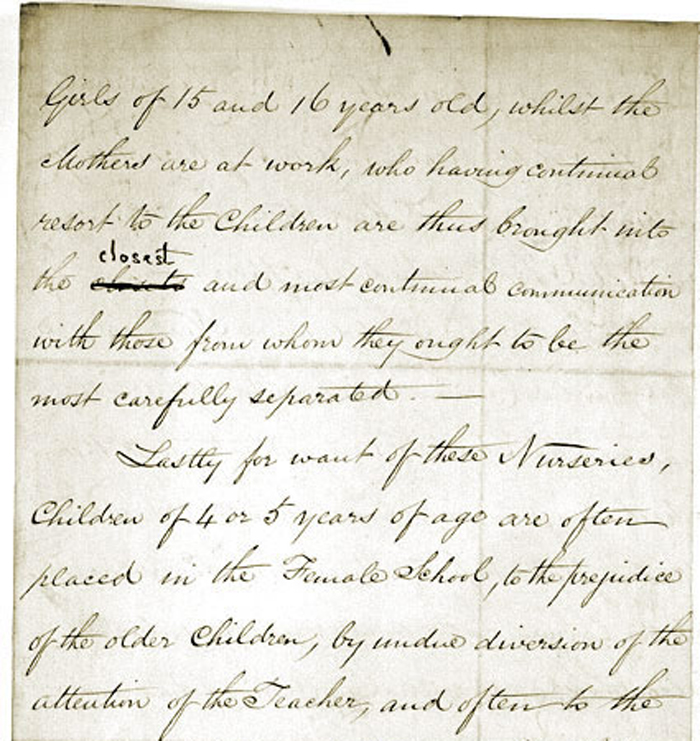 Girls of 15 and 16 years old, whilst the
Mothers are at work, who having continual
resort to the Children are thus brought into
closest
the closets and most continual communication
with those from whom they ought to be the
most carefully separated. —
Lastly for want of these Nurseries,
Children of 4 or 5 years of age are often
placed in the Female School, to the prejudice
of the older Children, by undue diversion of the
attention of the Teacher, and often to the